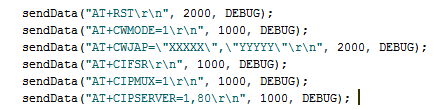 sendData("AT+RST\r\n", 2000, DEBUG);
sendData("AT+CWMODE=1\r\n", 1000, DEBUG);
sendData("AT+CWJAP=\"XXXXX\",\"YYYYY\"\r\n", 2000, DEBUG);
sendData("AT+CIFSR\r\n", 1000, DEBUG);
sendData("AT+CIPMUX=1\r\n", 1000, DEBUG);
sendData("AT+CIPSERVER=1,80\r\n", 1000, DEBUG);